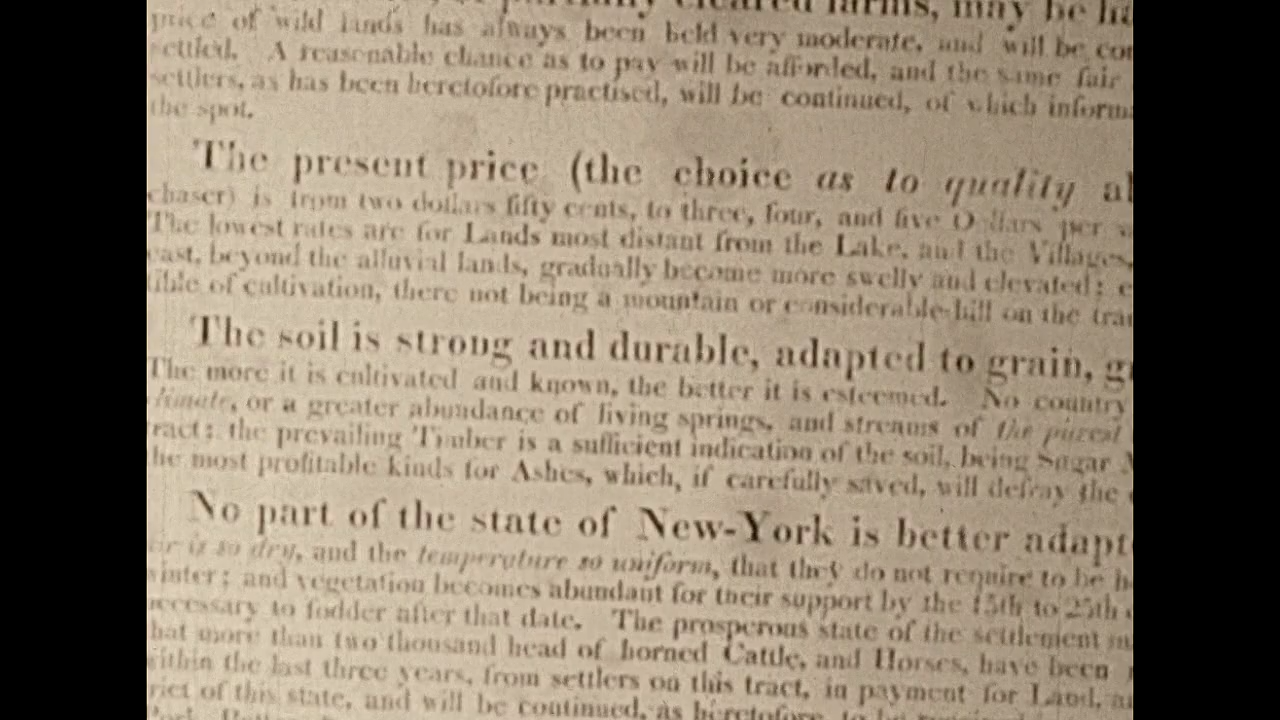 partially cleared farms, may be
price of wild lands has always been held very moderate, and will be
settled. A reasonable chance as to pay will be afforded, and the same fair
settlers, as has been heretofore practised, will be continued, of which
the spot.
The present price (the choice as to quality
chaser) is from two dollars fifty cents, to three, four, and five Dollars per
The lowest rates are for Lands most distant from the Lake, and the Villages,
east, beyond the alluvial lands, gradually become more swelly and elevated;
tible of cultivation, there not being a mountain or considerable hill on the
The soil is strong and durable, adapted to grain,
The more it is cultivated and known, the better it is esteemed. No country
climate, or a greater abundance of living springs, and streams of the purest
tract; the prevailing Timber is a sufficient indication of the soil, being Sugar
the most profitable kinds for Ashes, which, if carefully saved, will defray the
No part of the state of New-York is better
air is so dry, and the temperature so uniform, that they do not require to be
winter; and vegetation becomes abundant for their support by the 15th to 25th
necessary to fodder after that date. The prosperous state of the settlement
that more than two thousand head of horned Cattle, and Horses, have been
within the last three years, from settlers on this tract, in payment for Land,
rict of this state, and will be continued, as heretofore, to be